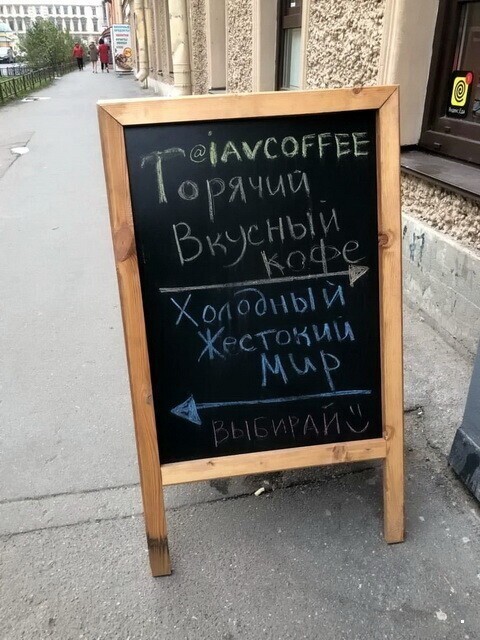 @iAVCOFFEE
Горячий
Вкусный
кофе
Холодный
Жестокий
Мир
ВЫБИРАЙ